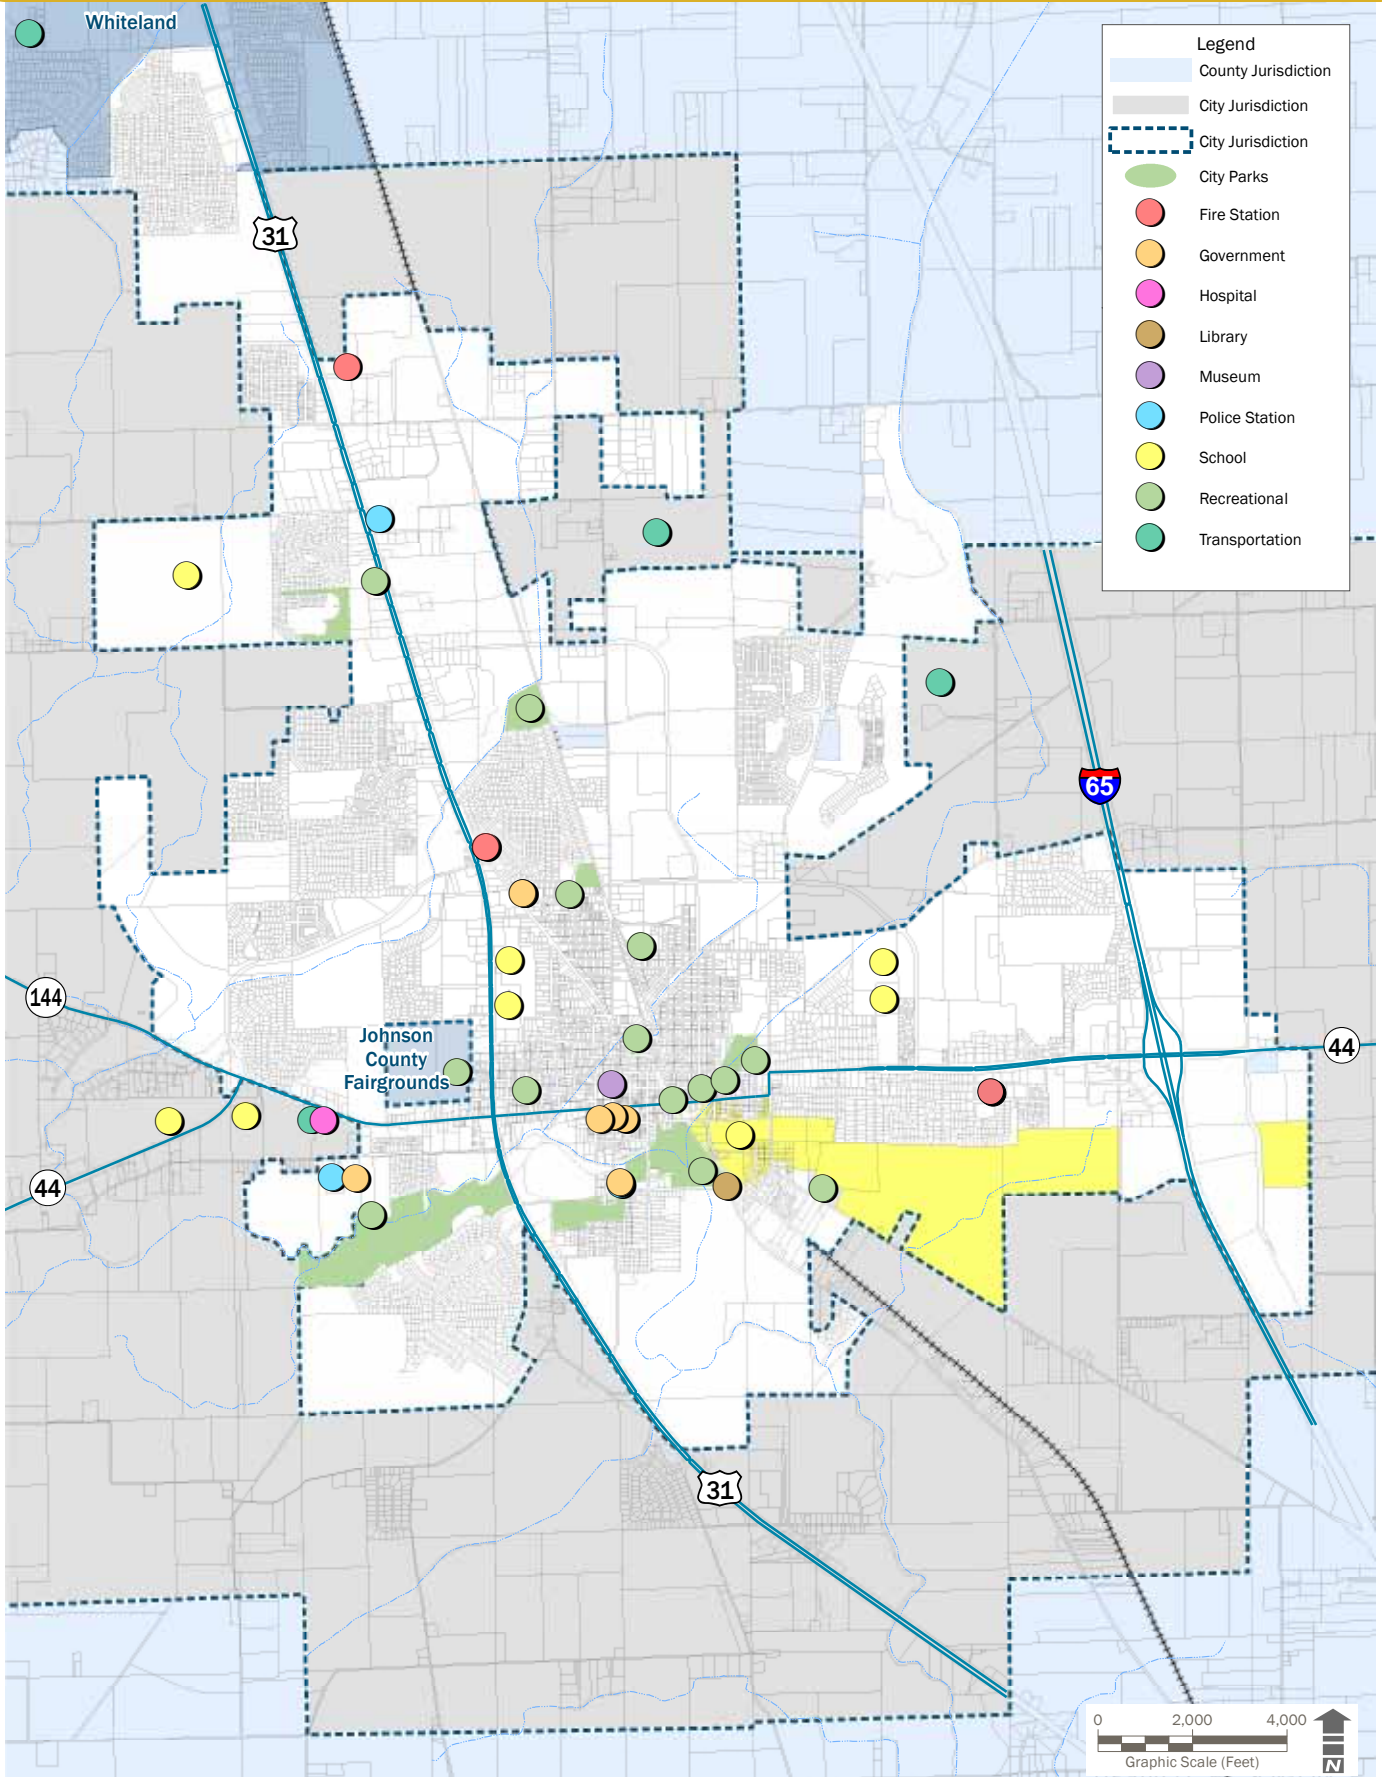 Whiteland
Legend
County Jurisdiction
City Jurisdiction
City Jurisdiction
City Parks
Fire Station
Government
Hospital
Library
Museum
Police Station
School
Recreational
Transportation
31
65
144
Johnson
County
Fairgrounds
44
44
31
0 2,000 4,000
Graphic Scale (Feet)
N